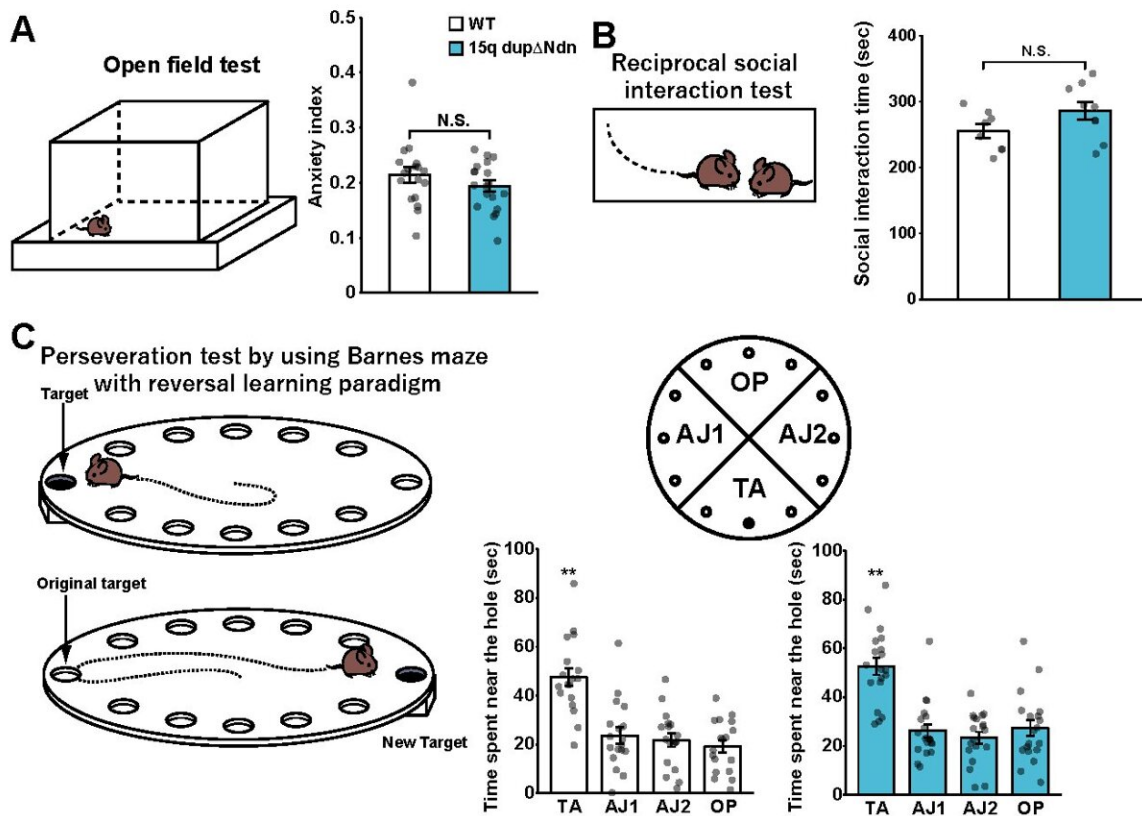 A
Open field test
Anxiety index
0.5
0.4
0.3
0.2
0.1
0
WT
15q dupΔNdn
N.S.
B
Reciprocal social
interaction test
Social interaction time (sec)
400
300
200
100
0
N.S.
C
Perseveration test by using Barnes maze
with reversal learning paradigm
Target
Original target
New Target
OP
AJ1
AJ2
TA
Time spent near the hole (sec)
100
80
60
40
20
0
**
TA
AJ1
AJ2
OP
Time spent near the hole (sec)
100
80
60
40
20
0
**
TA
AJ1
AJ2
OP